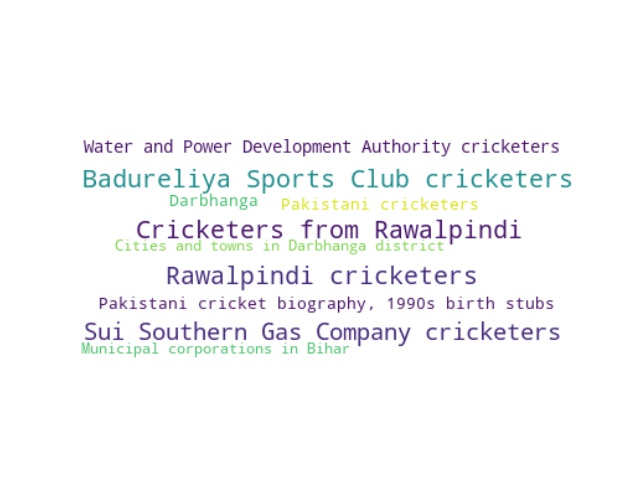 Water and Power Development Authority cricketers
Badureliya Sports Club cricketers
Darbhanga
Pakistani cricketers
Cricketers from Rawalpindi
Cities and towns in Darbhanga district
Rawalpindi cricketers
Pakistani cricket biography, 1990s birth stubs
Sui Southern Gas Company cricketers
Municipal corporations in Bihar